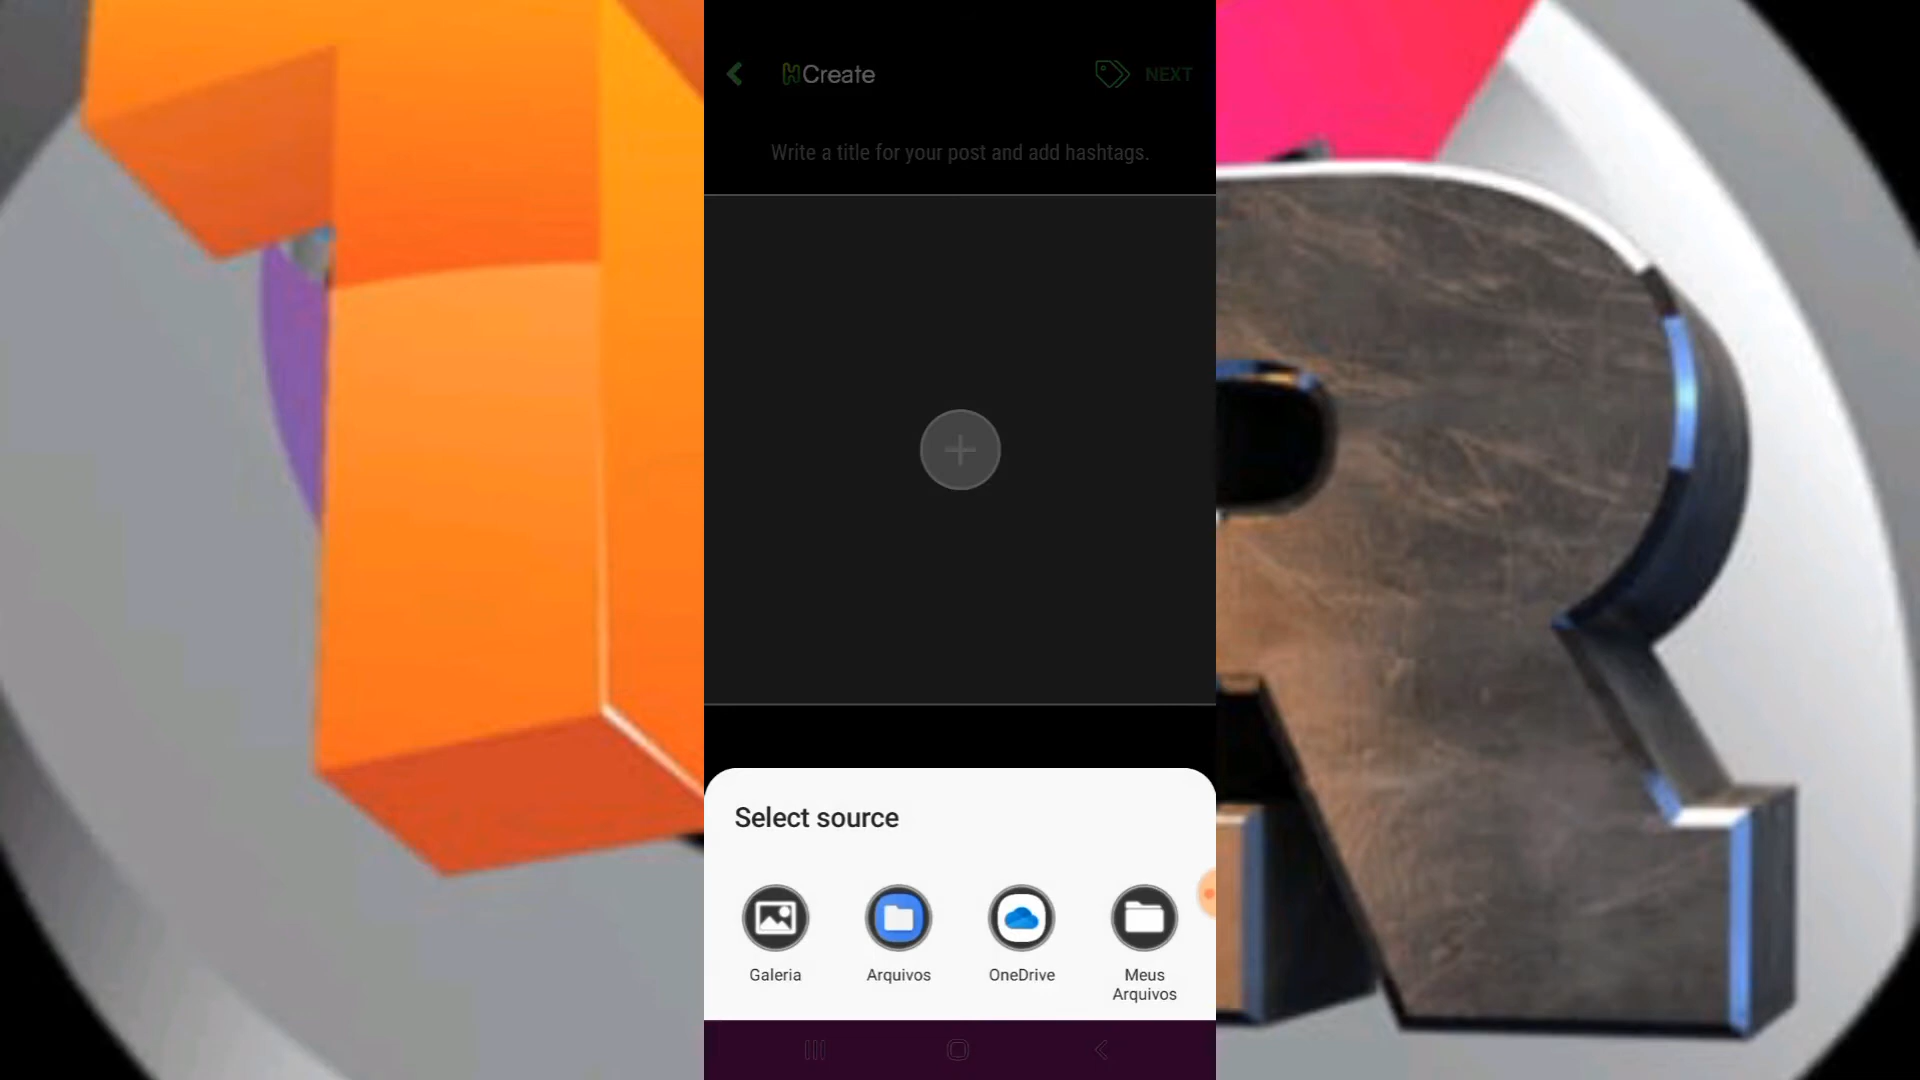 Create
NEXT
Write a title for your post and add hashtags.
Select source
Galeria
Arquivos
OneDrive
Meus
Arquivos
R